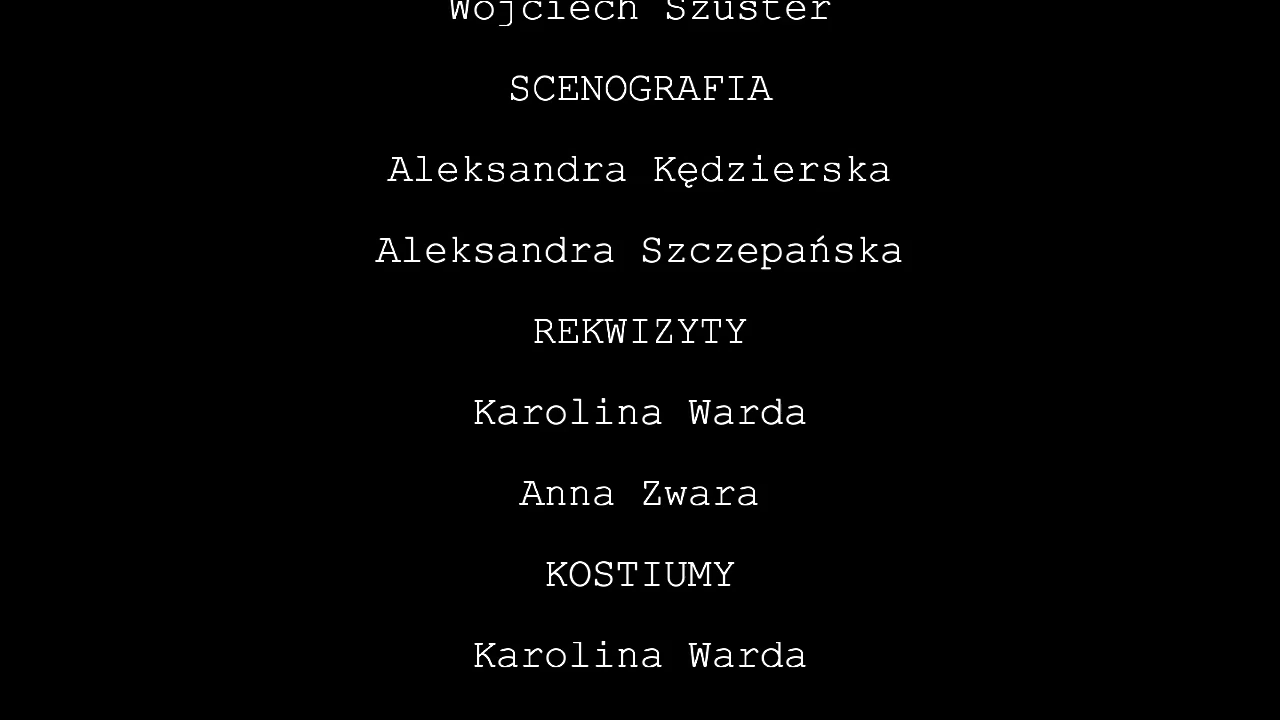 Wojciech Szuster
SCENOGRAFIA
Aleksandra Kędzierska
Aleksandra Szczepańska
REKWIZYTY
Karolina Warda
Anna Zwara
KOSTIUMY
Karolina Warda